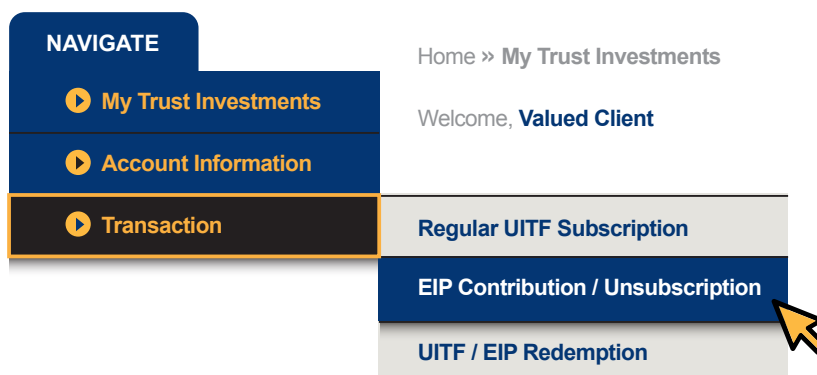 NAVIGATE
My Trust Investments
Account Information
Transaction
Home » My Trust Investments
Welcome, Valued Client
Regular UITF Subscription
EIP Contribution / Unsubscription
UITF / EIP Redemption